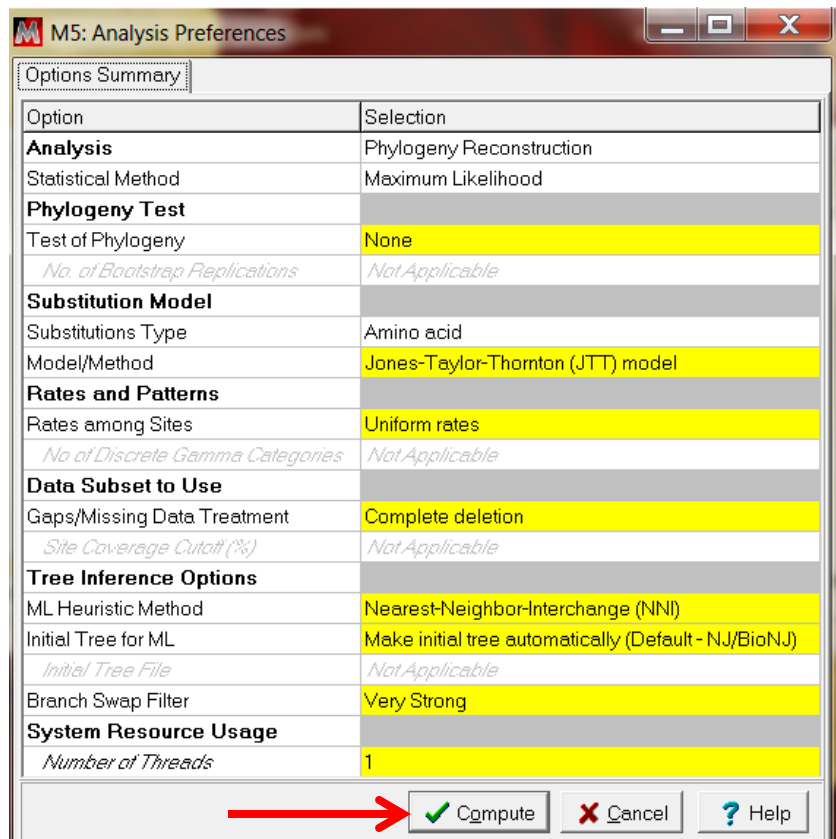 M5: Analysis Preferences
Options Summary
Option Selection
Analysis Phylogeny Reconstruction
Statistical Method Maximum Likelihood
Phylogeny Test
Test of Phylogeny None
No. of Bootstrap Replications Not Applicable
Substitution Model
Substitutions Type Amino acid
Model/Method Jones-Taylor-Thornton (JTT) model
Rates and Patterns
Rates among Sites Uniform rates
No of Discrete Gamma Categories Not Applicable
Data Subset to Use
Gaps/Missing Data Treatment Complete deletion
Site Coverage Cutoff (%) Not Applicable
Tree Inference Options
ML Heuristic Method Nearest-Neighbor-Interchange (NNI)
Initial Tree for ML Make initial tree automatically (Default - NJ/BioNJ)
Initial Tree File Not Applicable
Branch Swap Filter Very Strong
System Resource Usage
Number of Threads 1
Compute Cancel ? Help